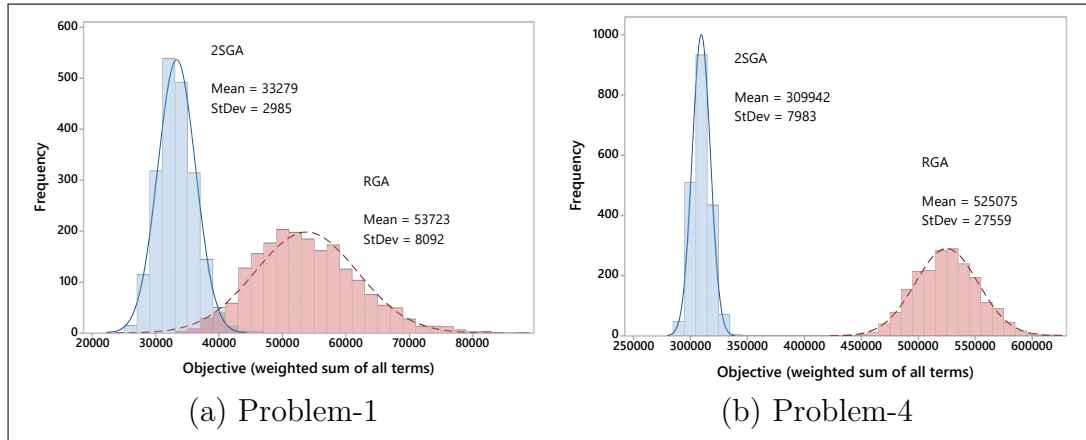 600
500
400
300
200
100
0
Frequency
2SGA
Mean = 33279
StDev = 2985
RGA
Mean = 53723
StDev = 8092
20000 30000 40000 50000 60000 70000 80000
Objective (weighted sum of all terms)
(a) Problem-1
1000
800
600
400
200
0
Frequency
2SGA
Mean = 309942
StDev = 7983
RGA
Mean = 525075
StDev = 27559
250000 300000 350000 400000 450000 500000 550000 600000
Objective (weighted sum of all terms)
(b) Problem-4